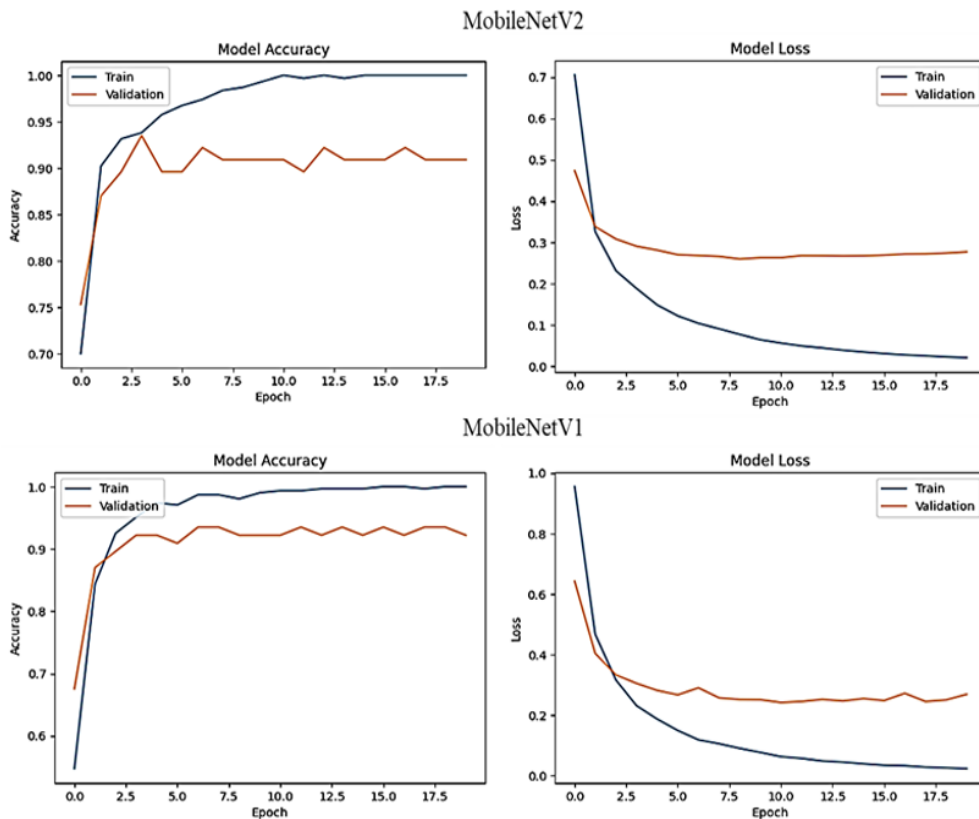 MobileNetV2
Model Accuracy
Train
Validation
1.00
0.95
0.90
0.85
0.80
0.75
0.70
Accuracy
0.0 2.5 5.0 7.5 10.0 12.5 15.0 17.5
Epoch
Model Loss
Train
Validation
0.7
0.6
0.5
0.4
0.3
0.2
0.1
0.0
Loss
0.0 2.5 5.0 7.5 10.0 12.5 15.0 17.5
Epoch
MobileNetV1
Model Accuracy
Train
Validation
1.0
0.9
0.8
0.7
0.6
Accuracy
0.0 2.5 5.0 7.5 10.0 12.5 15.0 17.5
Epoch
Model Loss
Train
Validation
1.0
0.8
0.6
0.4
0.2
0.0
Loss
0.0 2.5 5.0 7.5 10.0 12.5 15.0 17.5
Epoch